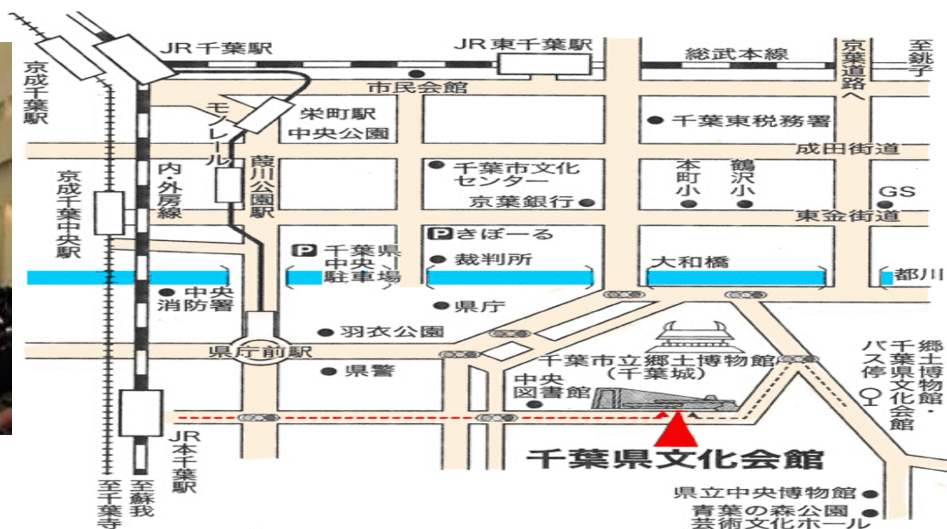 JR千葉駅
JR東千葉駅
総武本線
京葉道路へ
至銚子
京成千葉駅
市民会館
モノレール
栄町駅
中央公園
千葉東税務署
成田街道
葭川公園駅
内・外房線
京成千葉中央駅
千葉市文化
センター
本町小
鶴沢小
京葉銀行
GS
東金街道
P 千葉県
中央
駐車場
P きぼーる
裁判所
大和橋
都川
中央
消防署
県庁
羽衣公園
県庁前駅
県警
千葉市立郷土博物館
(千葉城)
中央
図書館
郷土博物館・
千葉県文化会館
バス停
千葉県文化会館
JR本千葉駅
至蘇我
至千葉寺
県立中央博物館
青葉の森公園
芸術文化ホール